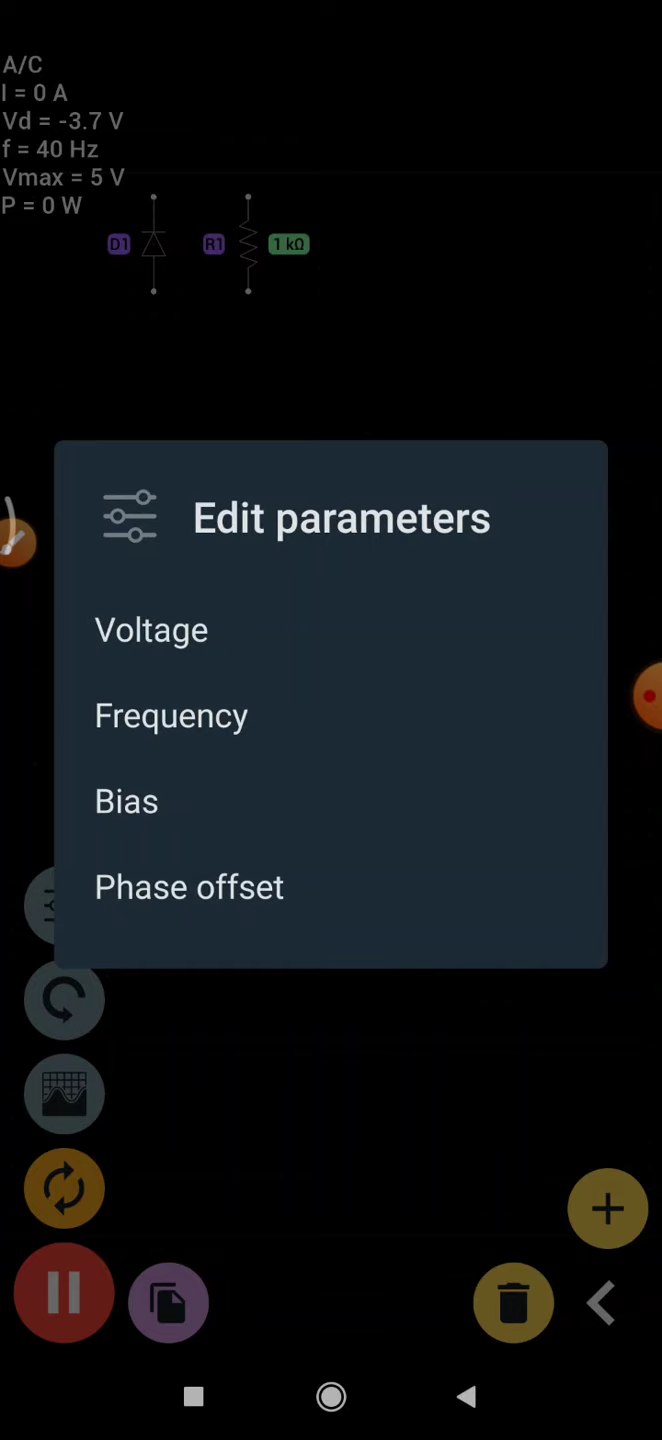 A/C
I = 0 A
Vd = -3.7 V
f = 40 Hz
Vmax = 5 V
P = 0 W
D1 R1 1 kΩ
Edit parameters
Voltage
Frequency
Bias
Phase offset